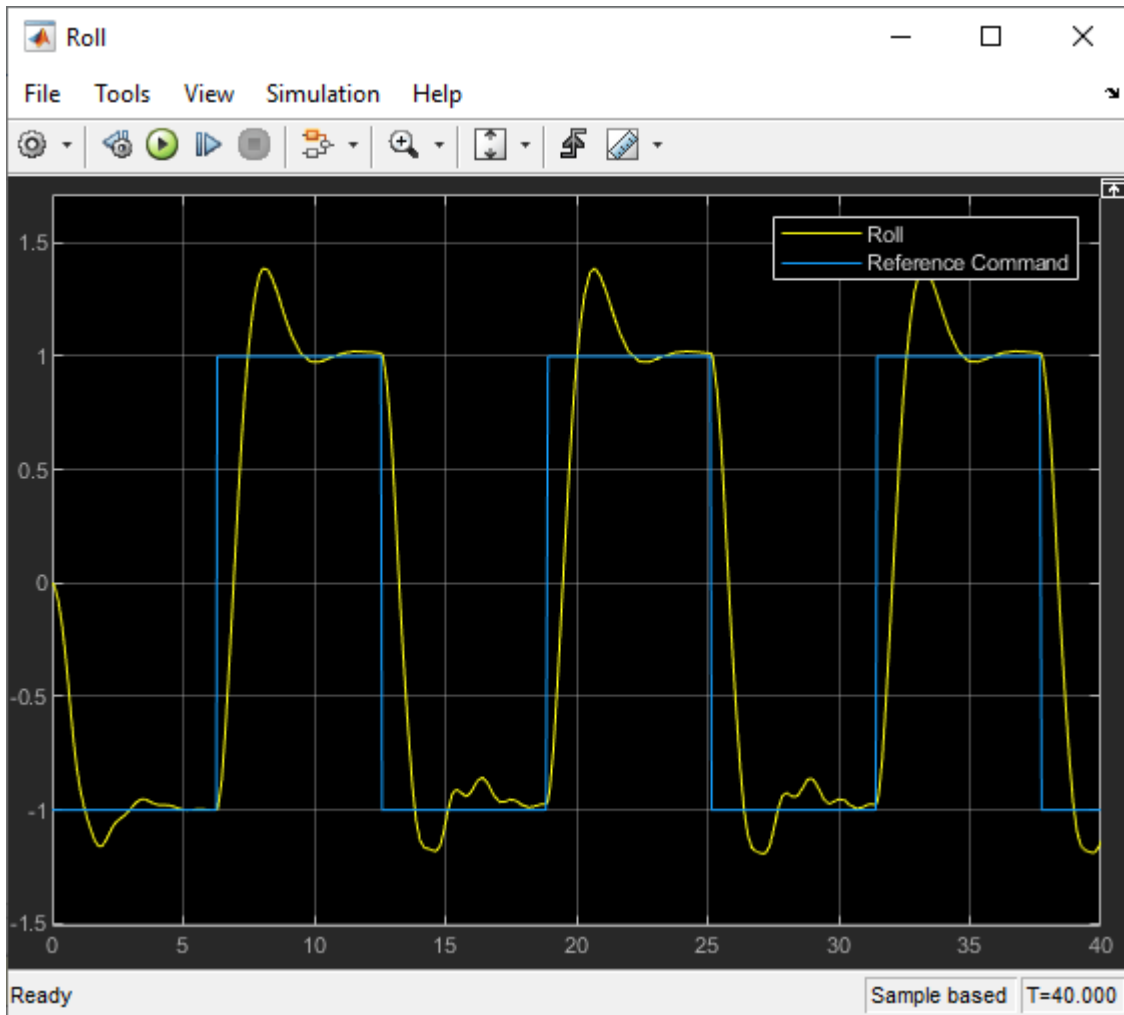 Roll
File Tools View Simulation Help
Roll
Reference Command
1.5
1
0.5
0
-0.5
-1
-1.5
0 5 10 15 20 25 30 35 40
Ready Sample based T=40.000